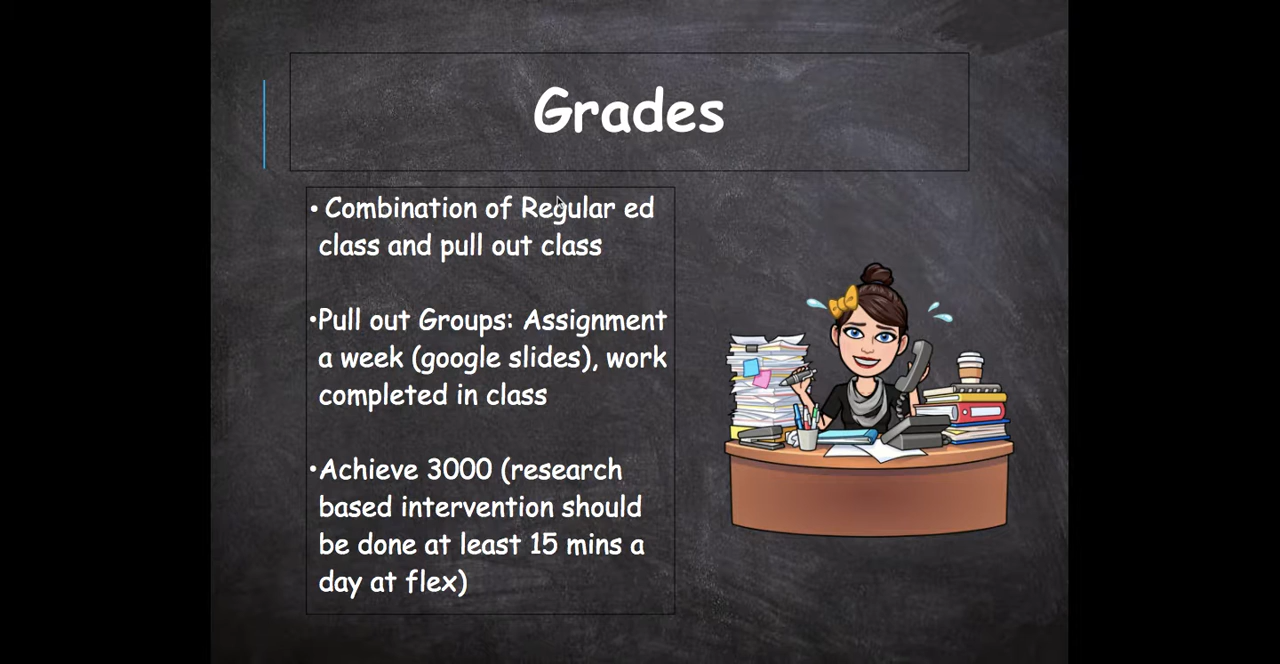 Grades
• Combination of Regular ed
class and pull out class
•Pull out Groups: Assignment
a week (google slides), work
completed in class
•Achieve 3000 (research
based intervention should
be done at least 15 mins a
day at flex)